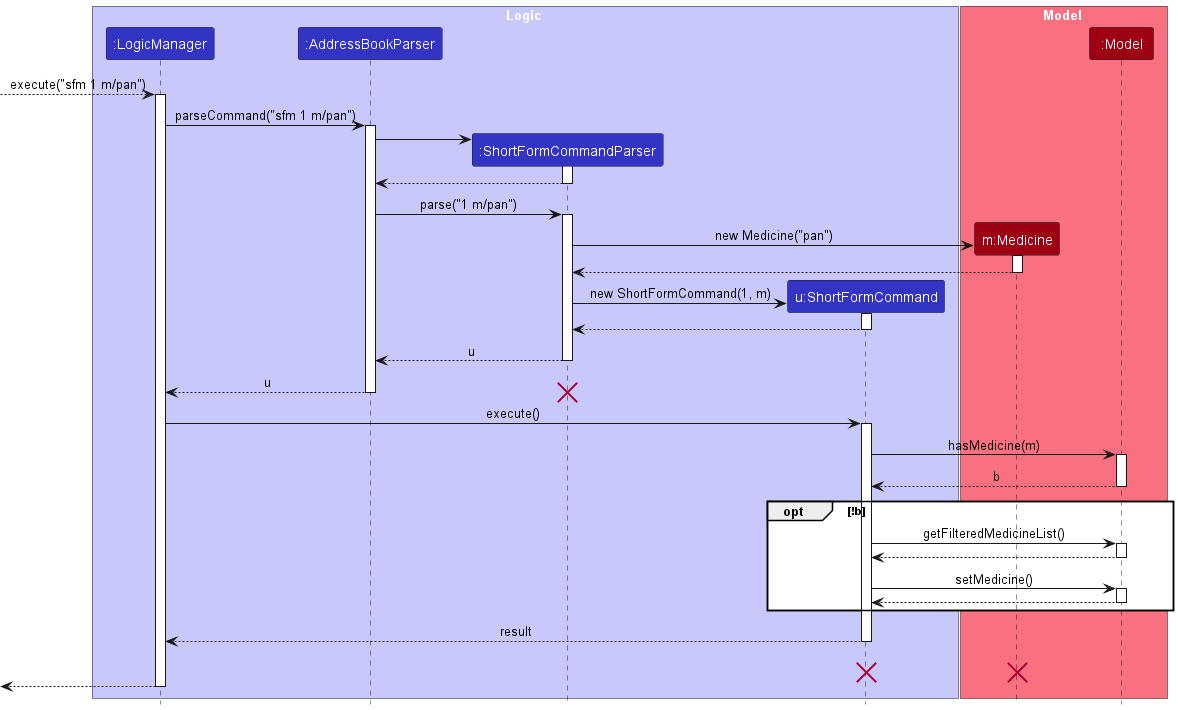 Logic
Model
:LogicManager
:AddressBookParser
:Model
execute("sfm 1 m/pan")
parseCommand("sfm 1 m/pan")
:ShortFormCommandParser
parse("1 m/pan")
new Medicine("pan")
m:Medicine
new ShortFormCommand(1, m)
u:ShortFormCommand
u
u
execute()
hasMedicine(m)
b
opt
[!b]
getFilteredMedicineList()
setMedicine()
result